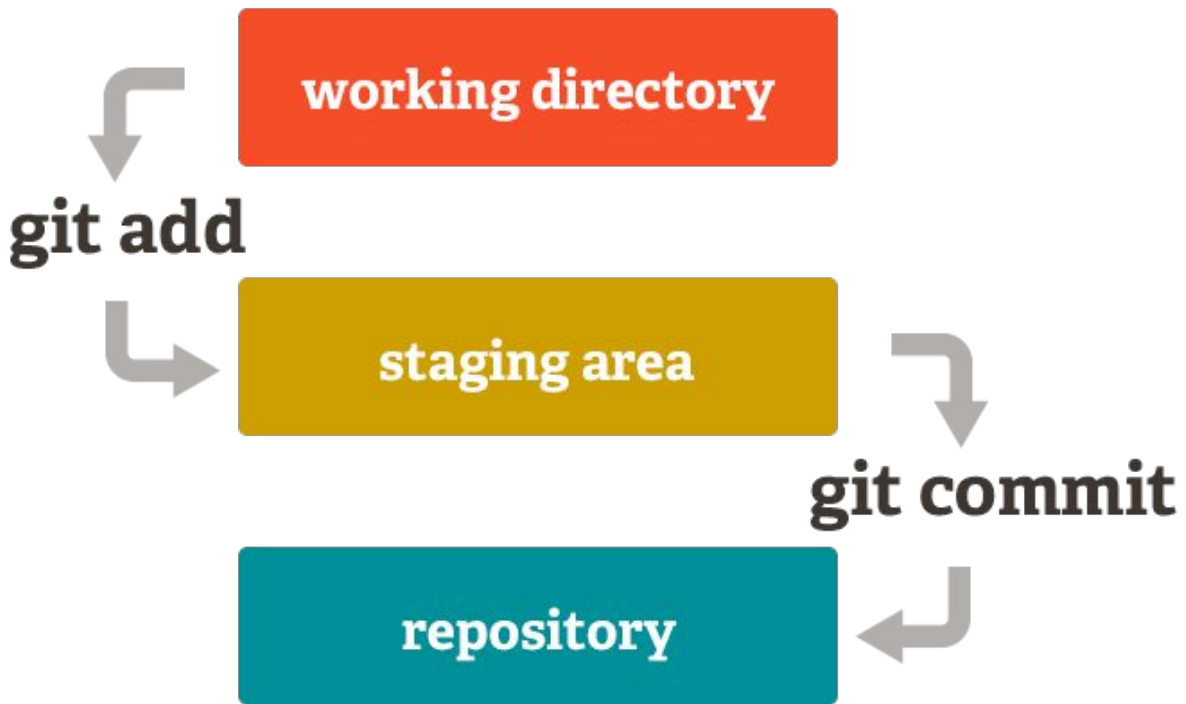 working directory
git add
staging area
git commit
repository